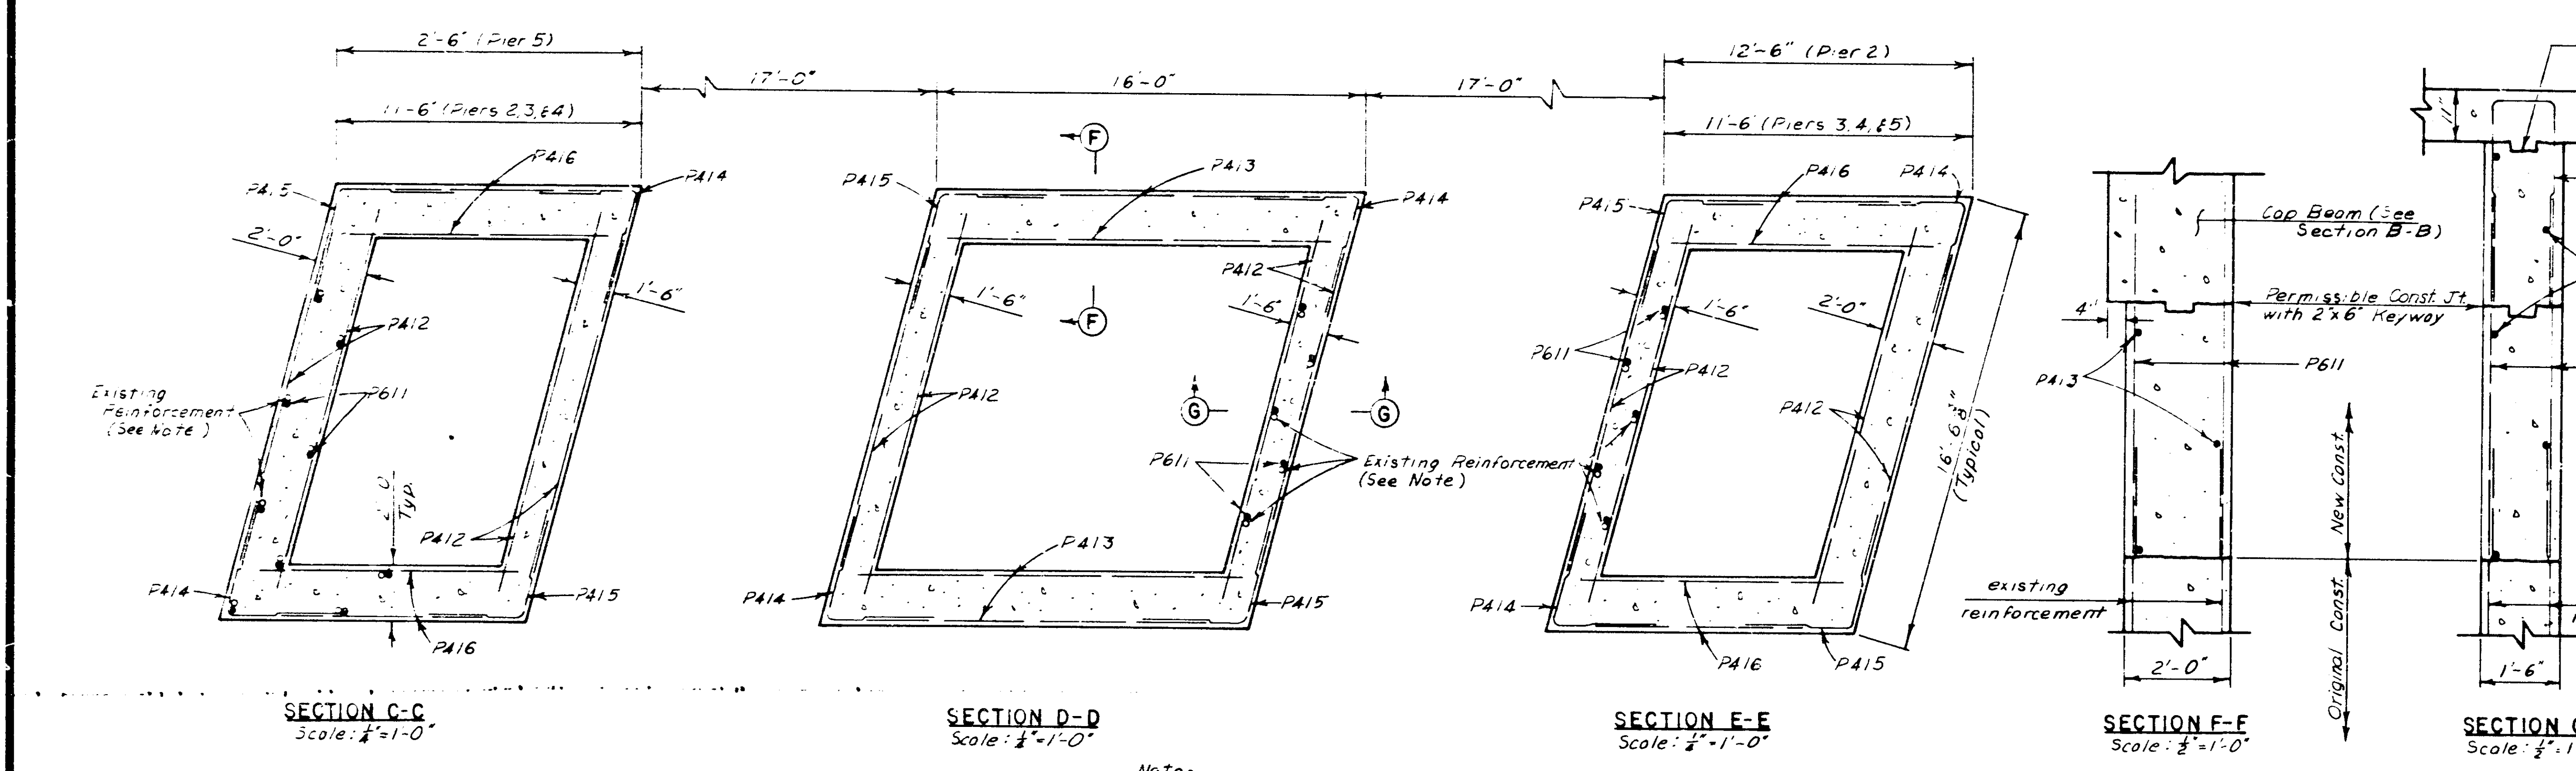 2'-6" (Pier 5)
11'-6" (Piers 2,3,&4)
17'-0"
16'-0"
17'-0"
12'-6" (Pier 2)
11'-6" (Piers 3,4,&5)
P416
P415
P414
2'-0"
1'-6"
P412
P611
Existing
Reinforcement
(See Note)
Typ.
P412
P414
P415
P416
SECTION C-C
Scale: ¼"=1'-0"
F
P413
P415
P414
P412
1'-6"
1'-6"
F
P412
G
G
P611
Existing Reinforcement
(See Note)
P413
P414
P415
SECTION D-D
Scale: ¼"=1'-0"
P416
P414
P415
1'-6"
2'-0"
P611
P412
P412
(Typical)
P414
P416
P415
SECTION E-E
Scale: ¼"=1'-0"
11"
Cap Beam (See
Section B-B)
Permissible Const. Jt.
with 2"x6" Keyway
4"
P413
P611
New Const.
Original Const.
existing
reinforcement
2'-0"
1'-6"
SECTION F-F
Scale: ½"=1'-0"
SECTION
Scale: ½"=1